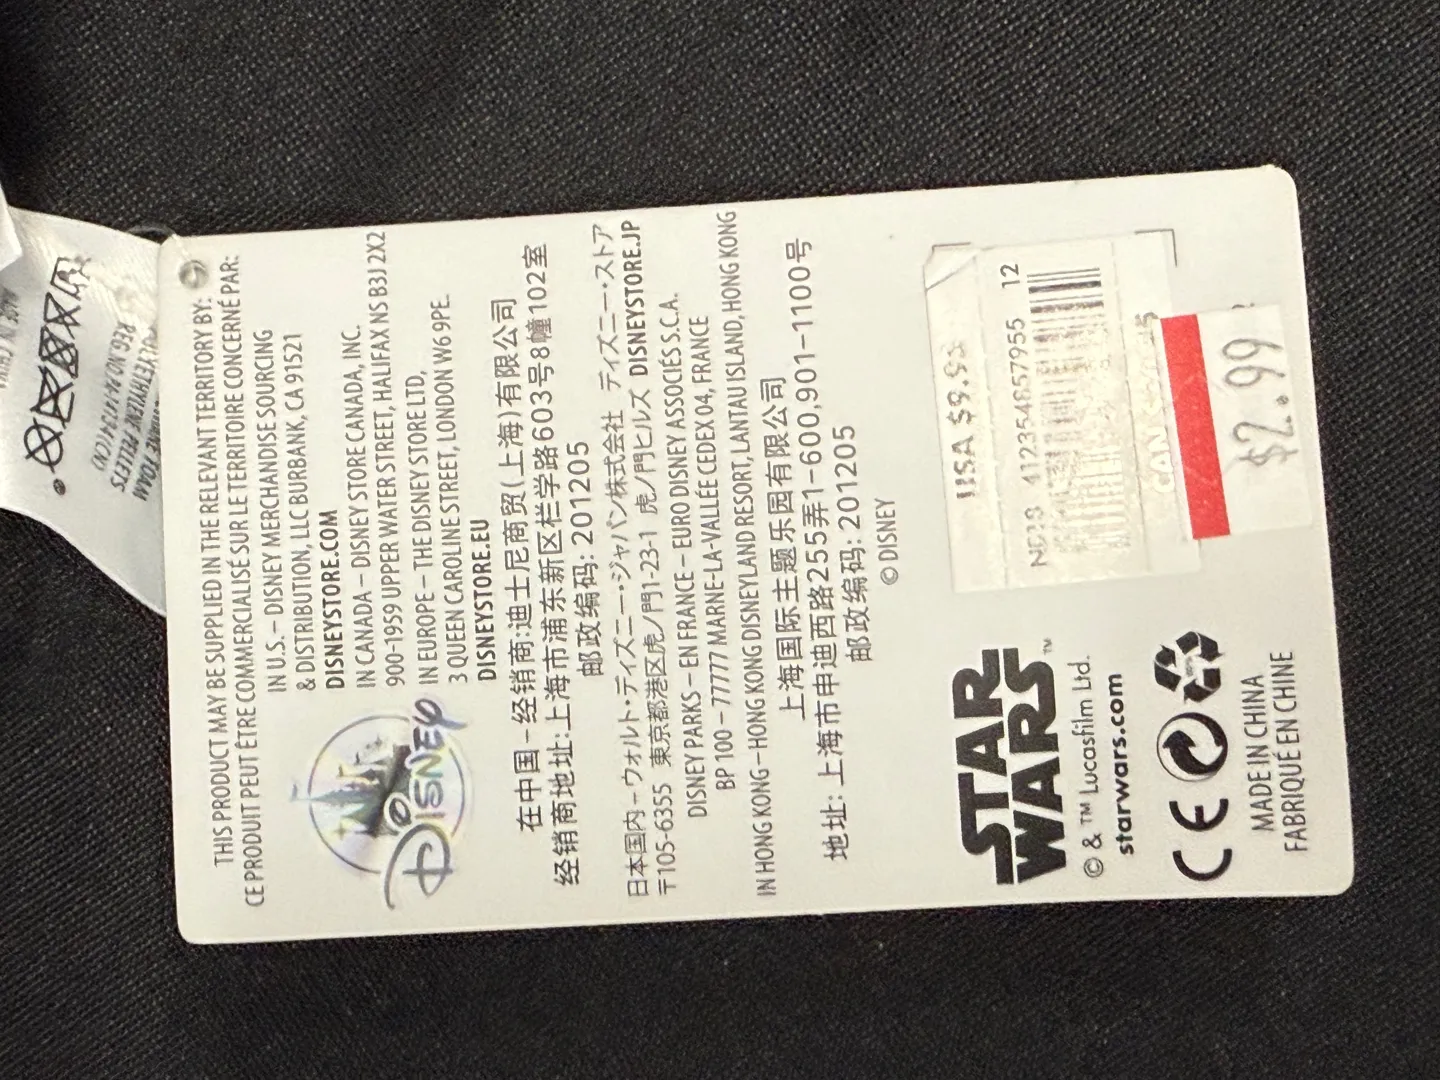 THIS PRODUCT MAY BE SUPPLIED IN THE RELEVANT TERRITORY BY:
CE PRODUIT PEUT ÊTRE COMMERCIALISÉ SUR LE TERRITOIRE CONCERNÉ PAR:
IN U.S. – DISNEY MERCHANDISE SOURCING
& DISTRIBUTION, LLC BURBANK, CA 91521
DISNEYSTORE.COM
IN CANADA – DISNEY STORE CANADA, INC.
900-1959 UPPER WATER STREET, HALIFAX NS B3J 2X2
IN EUROPE – THE DISNEY STORE LTD,
3 QUEEN CAROLINE STREET, LONDON W6 9PE.
DISNEYSTORE.EU
DISNEY
在中国 – 经销商:迪士尼商贸(上海)有限公司
经销商地址:上海市浦东新区栏学路603号8幢102室
邮政编码: 201205
日本国内 – ウォルト・ディズニー・ジャパン株式会社 ディズニー・ストア
〒105-6355 東京都港区虎ノ門1-23-1 虎ノ門ヒルズ DISNEYSTORE.JP
DISNEY PARKS – EN FRANCE – EURO DISNEY ASSOCIÉS S.C.A.
BP 100 – 77777 MARNE-LA-VALLÉE CEDEX 04, FRANCE
IN HONG KONG – HONG KONG DISNEYLAND RESORT, LANTAU ISLAND, HONG KONG
上海国际主题乐园有限公司
地址: 上海市申迪西路255弄1-600,901-1100号
邮政编码: 201205
© DISNEY
STAR
WARS™
© & ™ Lucasfilm Ltd.
starwars.com
CE
MADE IN CHINA
FABRIQUÉ EN CHINE
USA $9.99
412354857955 12
CAN
$2.99
REG NO.04-14734 (CN)